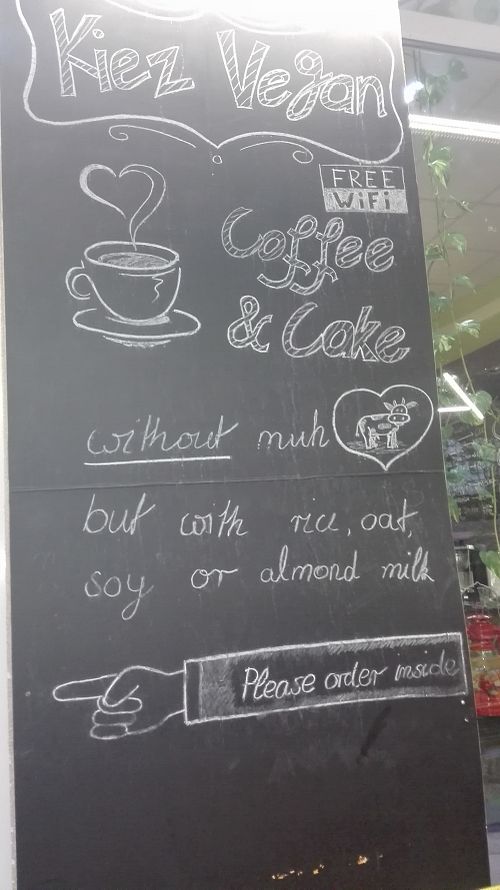 Kiez Vegan
FREE
WiFi
Coffee
& Cake
without muh
but with rice, oat,
soy or almond milk
Please order inside